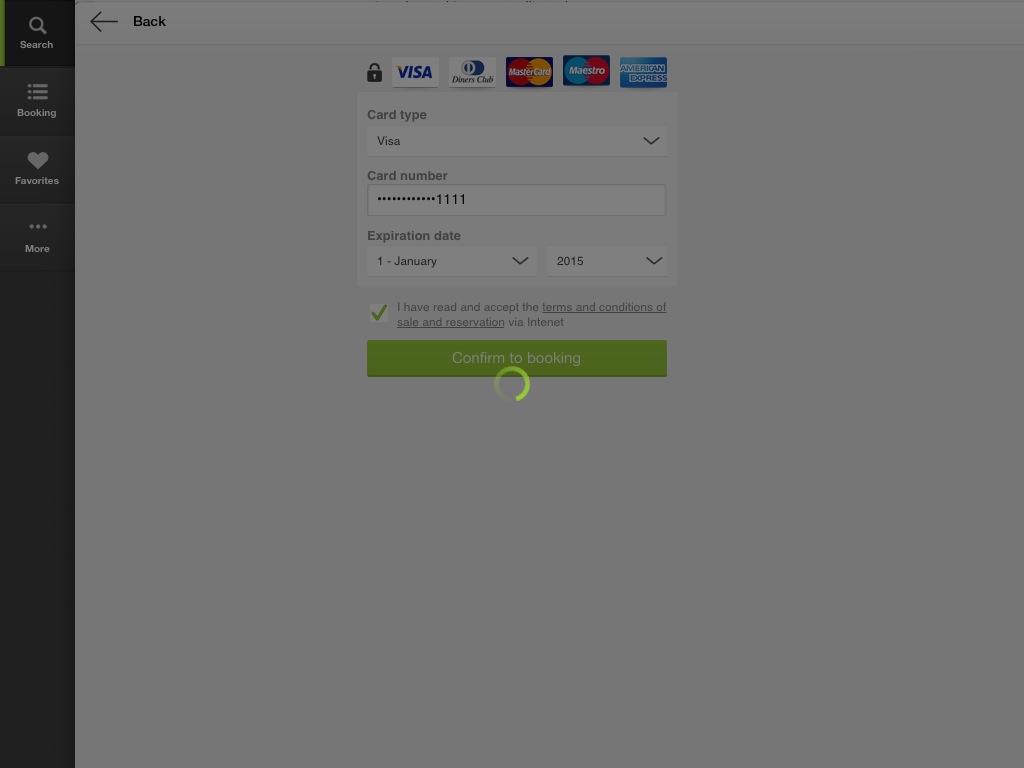 Back
Search
Booking
Favorites
More
VISA
Diners Club
MasterCard
Maestro
AMERICAN
EXPRESS
Card type
Visa
Card number
••••••••••••1111
Expiration date
1 - January
2015
I have read and accept the terms and conditions of
sale and reservation via Intenet
Confirm to booking